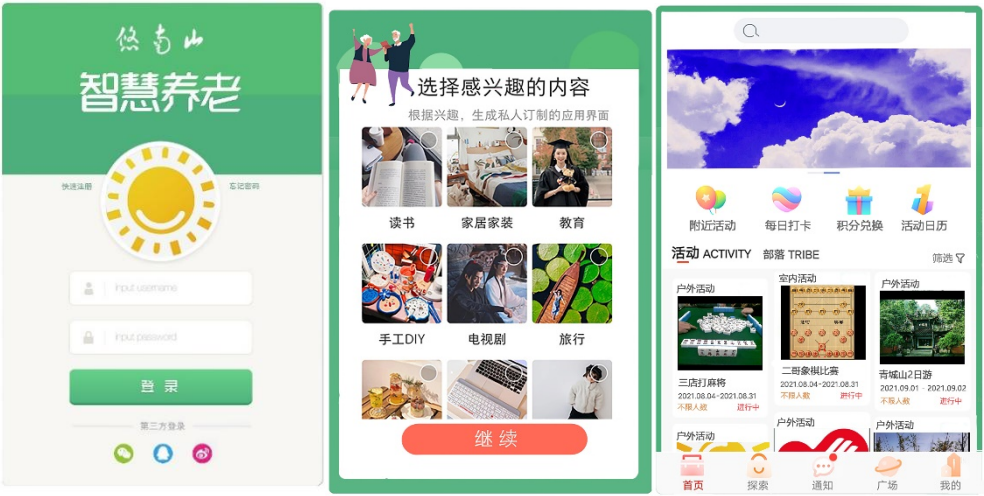 悠南山
智慧养老
快速注册
忘记密码
input username
input password
登录
第三方登录
选择感兴趣的内容
根据兴趣，生成私人订制的应用界面
读书
家居家装
教育
手工DIY
电视剧
旅行
继续
附近活动
每日打卡
积分兑换
活动日历
活动 ACTIVITY 部落 TRIBE
筛选
户外活动
三店打麻将
2021.08.04-2021.08.31
不限人数 进行中
室内活动
二哥象棋比赛
2021.08.04-2021.08.31
不限人数 进行中
户外活动
青城山2日游
2021.09.01 - 2021.09.02
不限人数 进行中
户外活动
户外活动
户外活动
首页
探索
通知
广场
我的